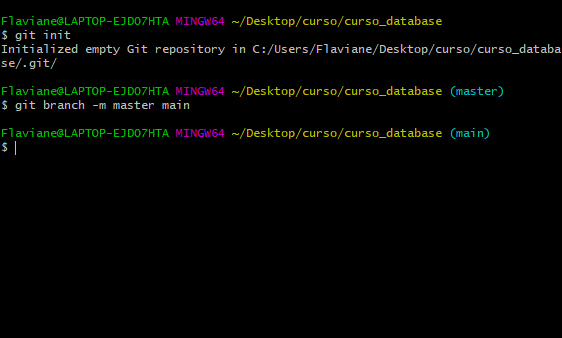 Flaviane@LAPTOP-EJDO7HTA MINGW64 ~/Desktop/curso/curso_database
$ git init
Initialized empty Git repository in C:/Users/Flaviane/Desktop/curso/curso_databa
se/.git/
Flaviane@LAPTOP-EJDO7HTA MINGW64 ~/Desktop/curso/curso_database (master)
$ git branch -m master main
Flaviane@LAPTOP-EJDO7HTA MINGW64 ~/Desktop/curso/curso_database (main)
$